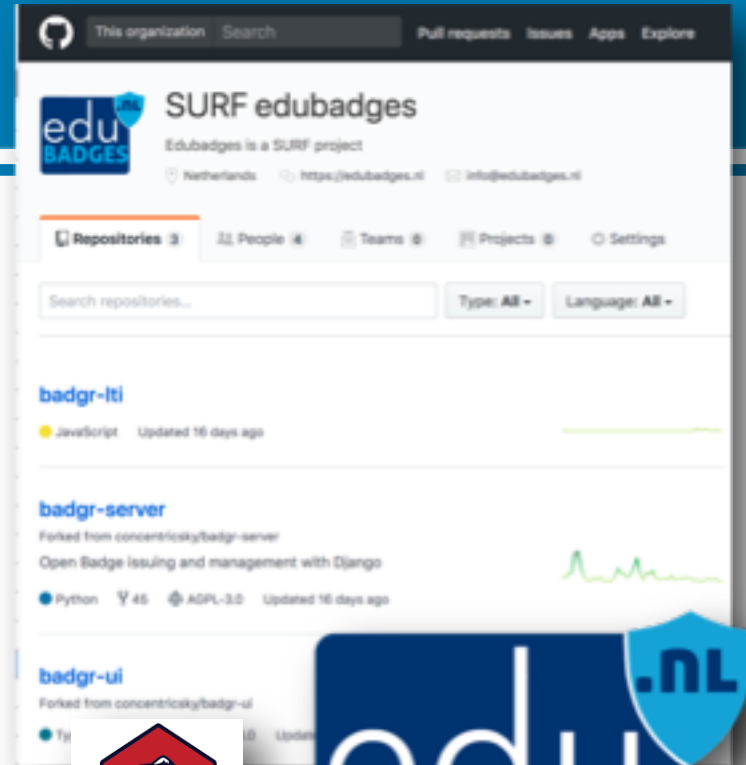 This organization Search Pull requests Issues Apps Explore
edu .NL BADGES
SURF edubadges
Edubadges is a SURF project
Netherlands https://edubadges.nl info@edubadges.nl
Repositories 3 People 4 Teams 0 Projects 0 Settings
Search repositories... Type: All Language: All
badgr-lti
JavaScript Updated 16 days ago
badgr-server
Forked from concentricsky/badgr-server
Open Badge issuing and management with Django
Python 45 AGPL-3.0 Updated 16 days ago
badgr-ui
Forked from concentricsky/badgr-ui
.NL
edu